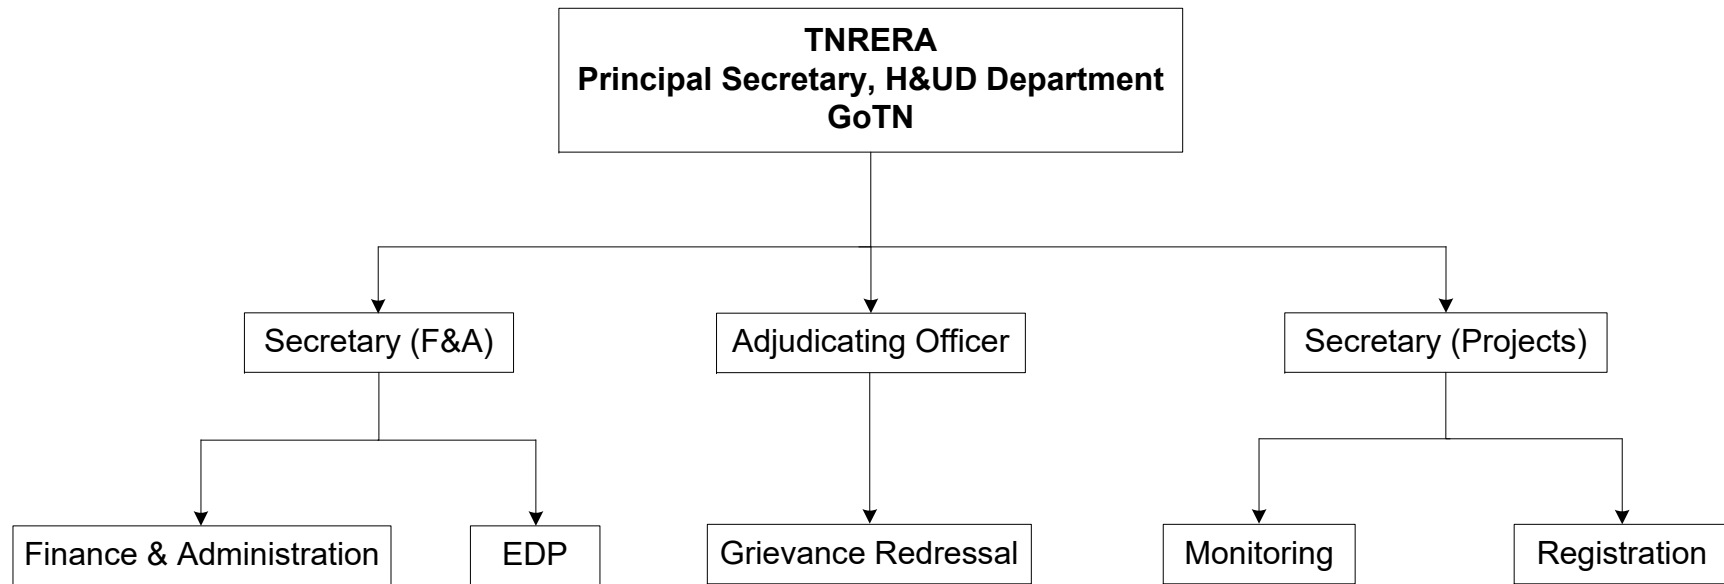 TNRERA
Principal Secretary, H&UD Department
GoTN
Secretary (F&A)
Adjudicating Officer
Secretary (Projects)
Finance & Administration
EDP
Grievance Redressal
Monitoring
Registration